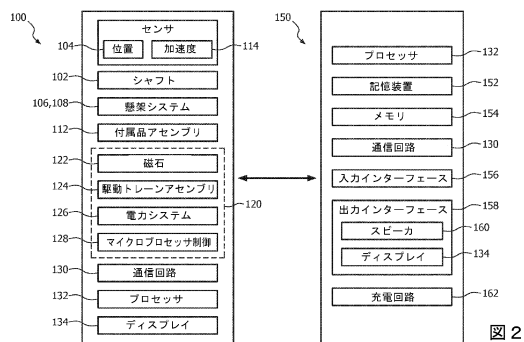 100
センサ
104
位置
加速度
114
102
シャフト
106,108
懸架システム
112
付属品アセンブリ
122
磁石
124
駆動トレーンアセンブリ
120
126
電力システム
128
マイクロプロセッサ制御
130
通信回路
132
プロセッサ
134
ディスプレイ
150
プロセッサ
132
記憶装置
152
メモリ
154
通信回路
130
入力インターフェース
156
出力インターフェース
158
スピーカ
160
ディスプレイ
134
充電回路
162
図2